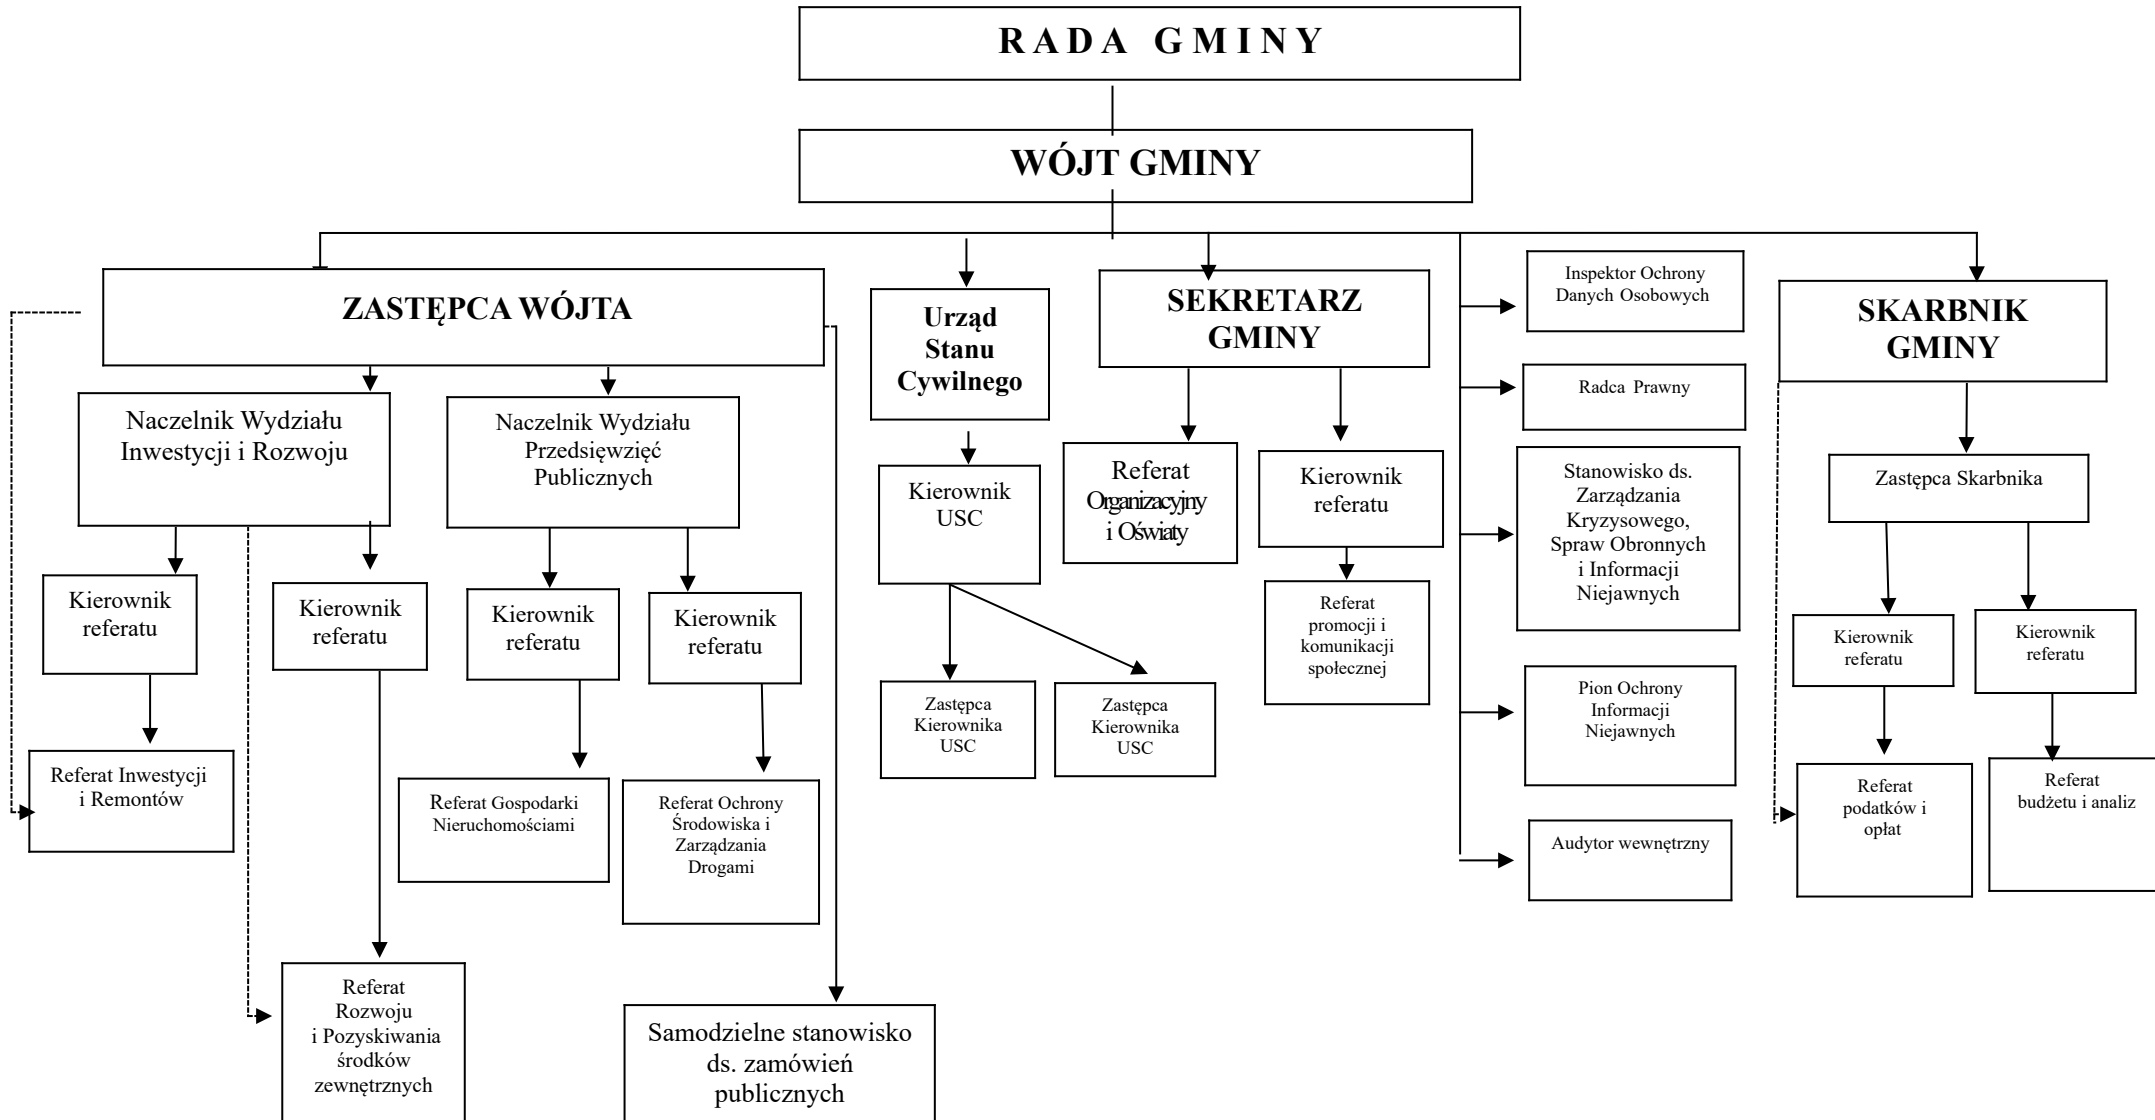 RADA GMINY
WÓJT GMINY
ZASTĘPCA WÓJTA
Urząd
Stanu
Cywilnego
SEKRETARZ
GMINY
Inspektor Ochrony
Danych Osobowych
SKARBNIK
GMINY
Naczelnik Wydziału
Inwestycji i Rozwoju
Naczelnik Wydziału
Przedsięwzięć
Publicznych
Radca Prawny
Kierownik
USC
Referat
Organizacyjny
i Oświaty
Kierownik
referatu
Stanowisko ds.
Zarządzania
Kryzysowego,
Spraw Obronnych
i Informacji
Niejawnych
Zastępca Skarbnika
Kierownik
referatu
Kierownik
referatu
Kierownik
referatu
Kierownik
referatu
Referat
promocji i
komunikacji
społecznej
Kierownik
referatu
Kierownik
referatu
Zastępca
Kierownika
USC
Zastępca
Kierownika
USC
Pion Ochrony
Informacji
Niejawnych
Referat Inwestycji
i Remontów
Referat Gospodarki
Nieruchomościami
Referat Ochrony
Środowiska i
Zarządzania
Drogami
Audytor wewnętrzny
Referat
podatków i
opłat
Referat
budżetu i analiz
Referat
Rozwoju
i Pozyskiwania
środków
zewnętrznych
Samodzielne stanowisko
ds. zamówień
publicznych